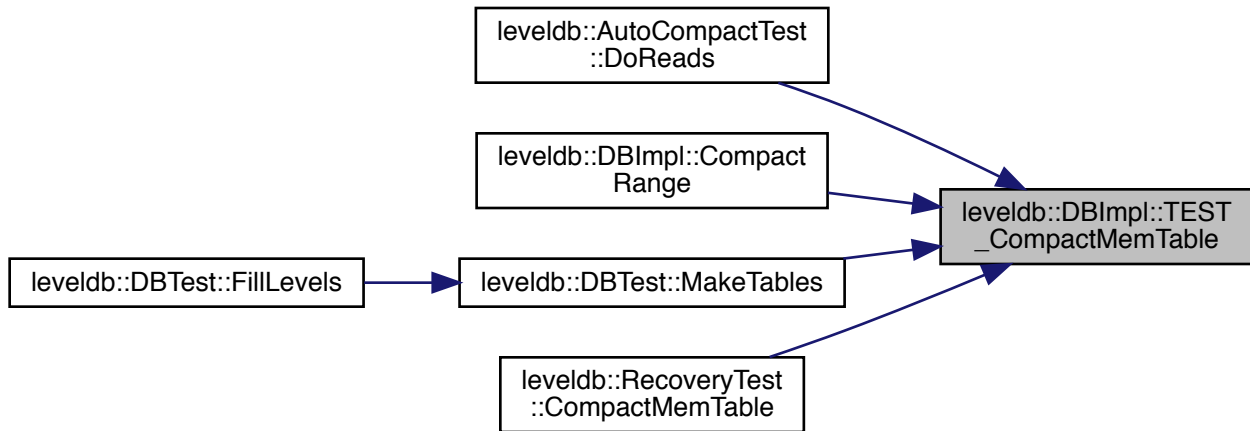 leveldb::AutoCompactTest
::DoReads
leveldb::DBImpl::Compact
Range
leveldb::DBImpl::TEST
_CompactMemTable
leveldb::DBTest::FillLevels
leveldb::DBTest::MakeTables
leveldb::RecoveryTest
::CompactMemTable